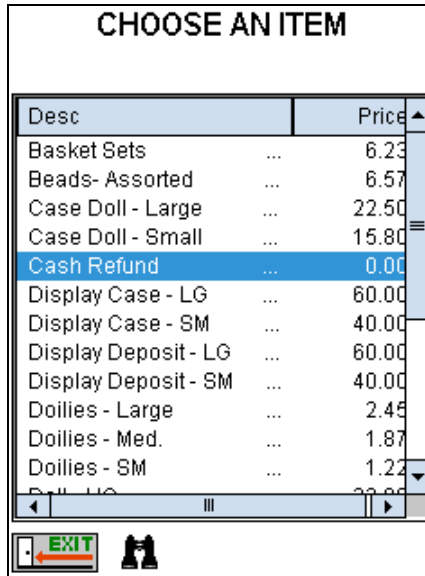 CHOOSE AN ITEM
Desc Price
Basket Sets ... 6.23
Beads- Assorted ... 6.57
Case Doll - Large ... 22.50
Case Doll - Small ... 15.80
Cash Refund ... 0.00
Display Case - LG ... 60.00
Display Case - SM ... 40.00
Display Deposit - LG ... 60.00
Display Deposit - SM ... 40.00
Doilies - Large ... 2.45
Doilies - Med. ... 1.87
Doilies - SM ... 1.22
EXIT